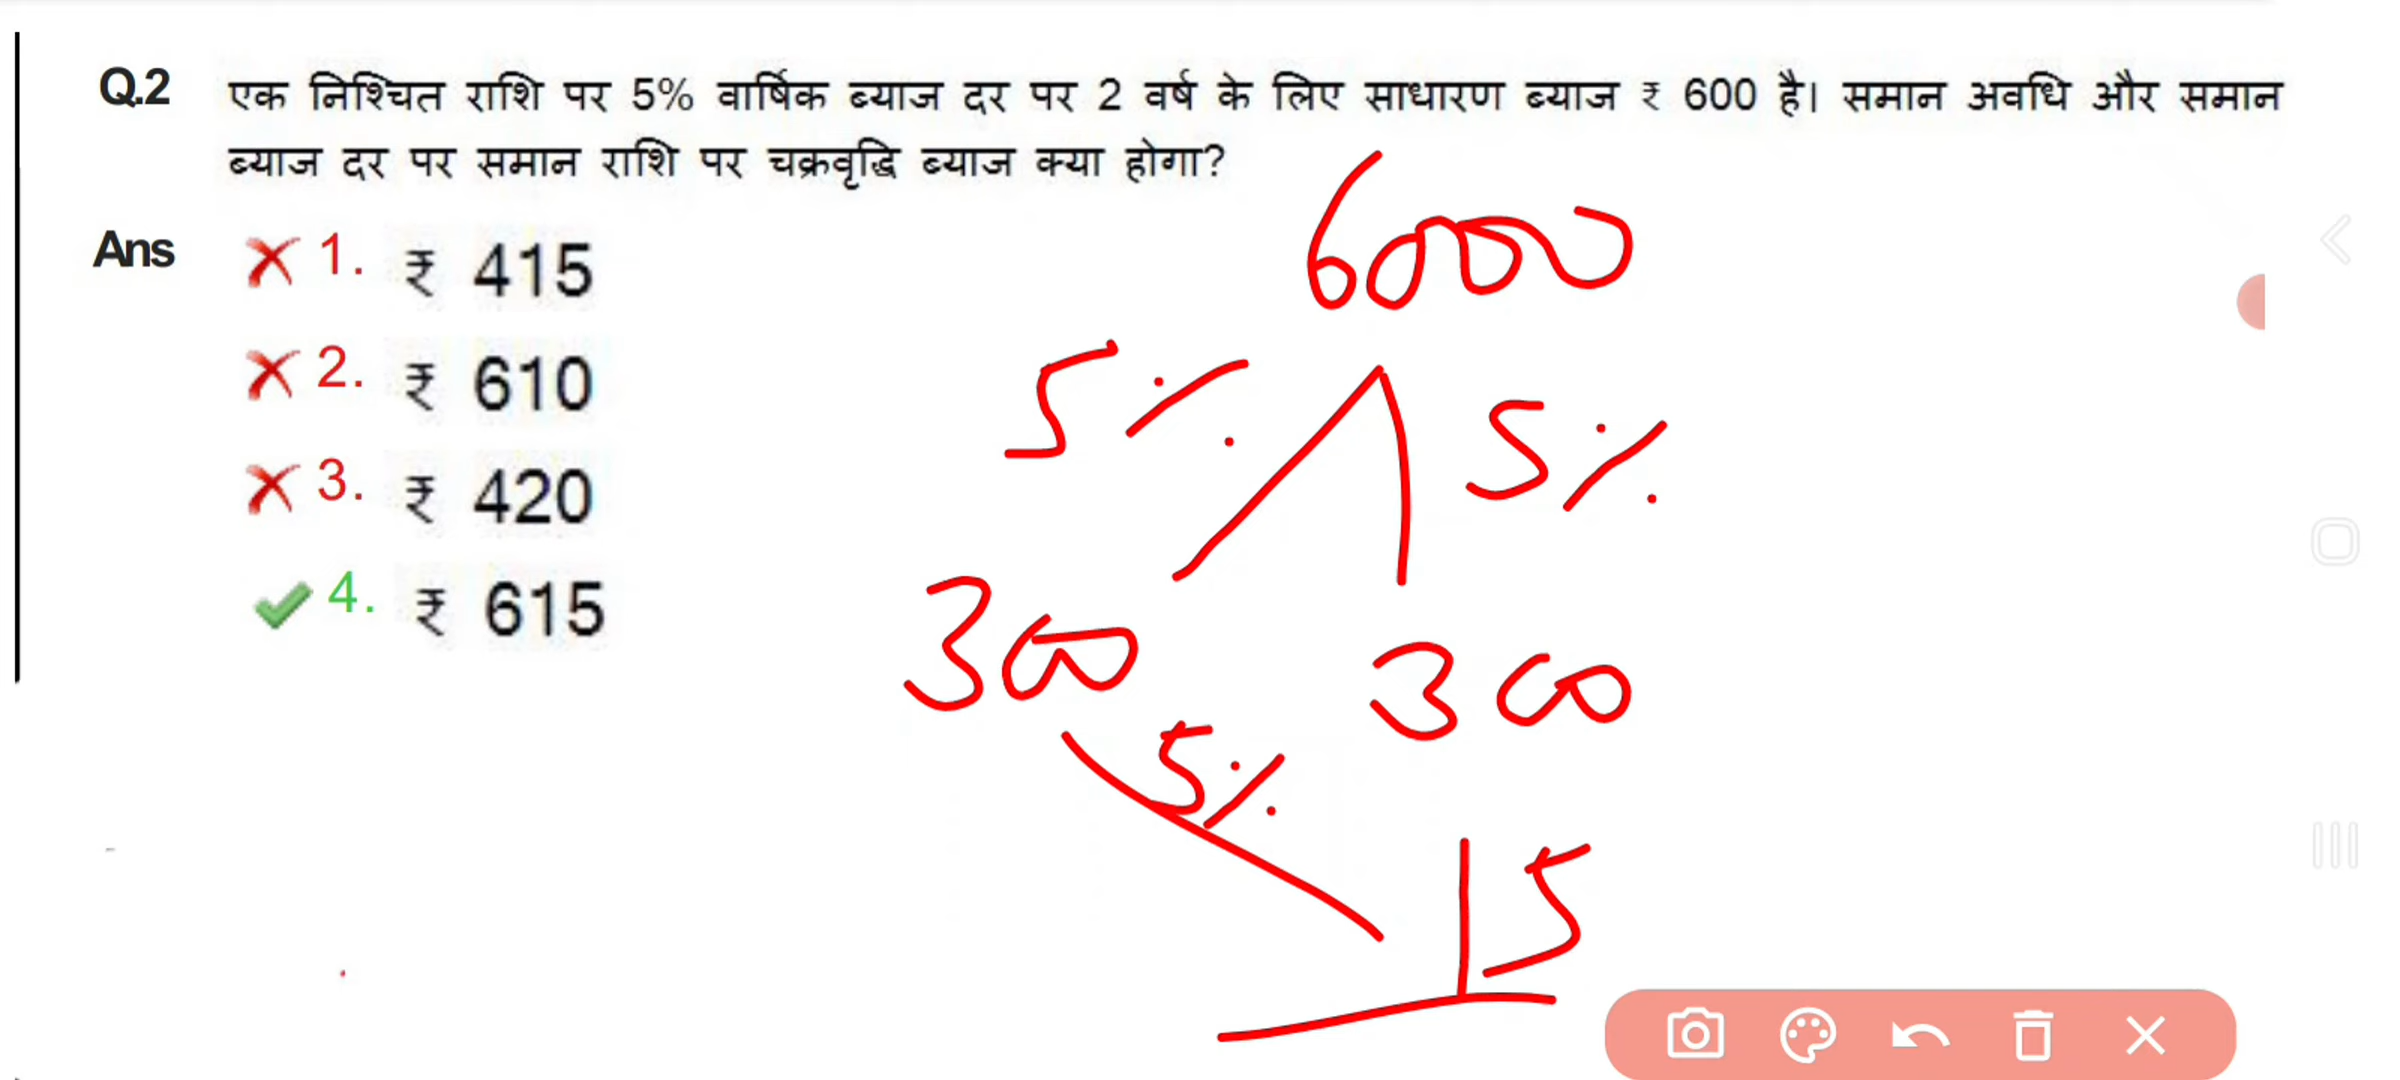 Q.2 एक निश्चित राशि पर 5% वार्षिक ब्याज दर पर 2 वर्ष के लिए साधारण ब्याज ₹ 600 है। समान अवधि और समान
ब्याज दर पर समान राशि पर चक्रवृद्धि ब्याज क्या होगा?
Ans 1. ₹ 415
2. ₹ 610
3. ₹ 420
4. ₹ 615
6000
5% 5%
300 300
5%
15